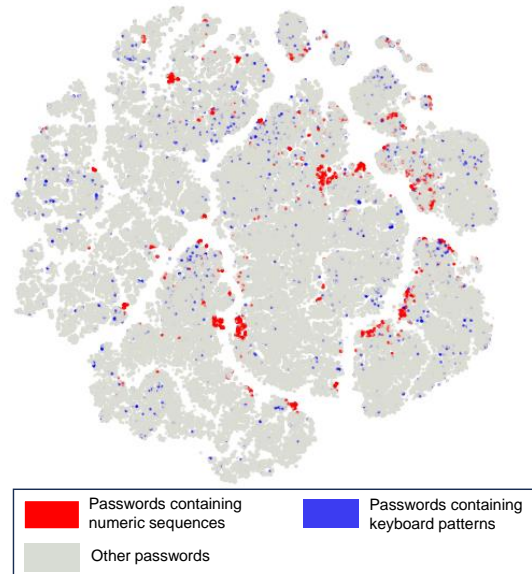 Passwords containing
numeric sequences
Passwords containing
keyboard patterns
Other passwords